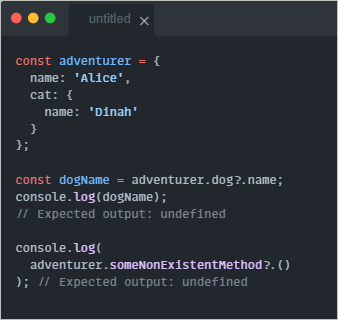 untitled
const adventurer = {
  name: 'Alice',
  cat: {
    name: 'Dinah'
  }
};
const dogName = adventurer.dog?.name;
console.log(dogName);
// Expected output: undefined
console.log(
  adventurer.someNonExistentMethod?.()
); // Expected output: undefined